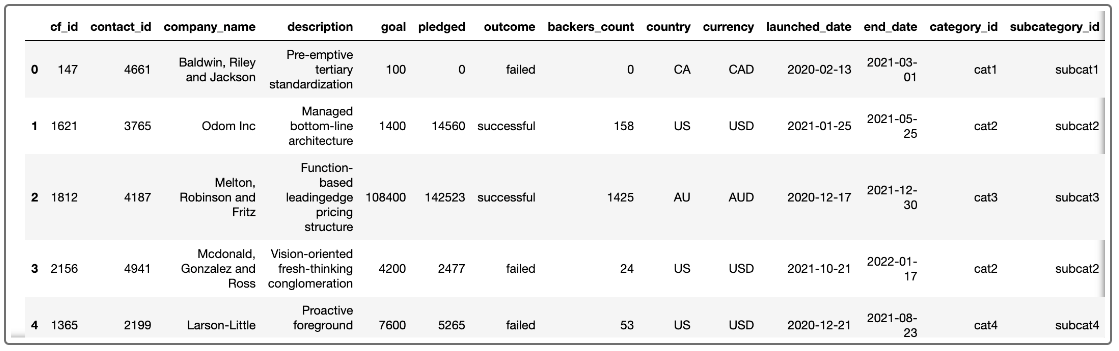 cf_id contact_id company_name description goal pledged outcome backers_count country currency launched_date end_date category_id subcategory_id
0 147 4661 Baldwin, Riley and Jackson Pre-emptive tertiary standardization 100 0 failed 0 CA CAD 2020-02-13 2021-03-01 cat1 subcat1
1 1621 3765 Odom Inc Managed bottom-line architecture 1400 14560 successful 158 US USD 2021-01-25 2021-05-25 cat2 subcat2
2 1812 4187 Melton, Robinson and Fritz Function-based leadingedge pricing structure 108400 142523 successful 1425 AU AUD 2020-12-17 2021-12-30 cat3 subcat3
3 2156 4941 Mcdonald, Gonzalez and Ross Vision-oriented fresh-thinking conglomeration 4200 2477 failed 24 US USD 2021-10-21 2022-01-17 cat2 subcat2
4 1365 2199 Larson-Little Proactive foreground 7600 5265 failed 53 US USD 2020-12-21 2021-08-23 cat4 subcat4